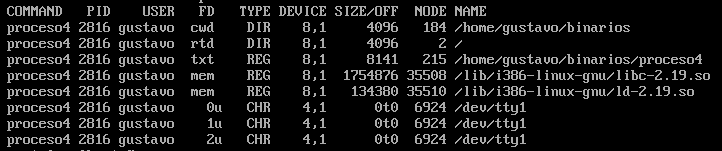 COMMAND PID USER FD TYPE DEVICE SIZE/OFF NODE NAME
proceso4 2816 gustavo cwd DIR 8,1 4096 184 /home/gustavo/binarios
proceso4 2816 gustavo rtd DIR 8,1 4096 2 /
proceso4 2816 gustavo txt REG 8,1 8141 215 /home/gustavo/binarios/proceso4
proceso4 2816 gustavo mem REG 8,1 1754876 35508 /lib/i386-linux-gnu/libc-2.19.so
proceso4 2816 gustavo mem REG 8,1 134380 35510 /lib/i386-linux-gnu/ld-2.19.so
proceso4 2816 gustavo 0u CHR 4,1 0t0 6924 /dev/tty1
proceso4 2816 gustavo 1u CHR 4,1 0t0 6924 /dev/tty1
proceso4 2816 gustavo 2u CHR 4,1 0t0 6924 /dev/tty1